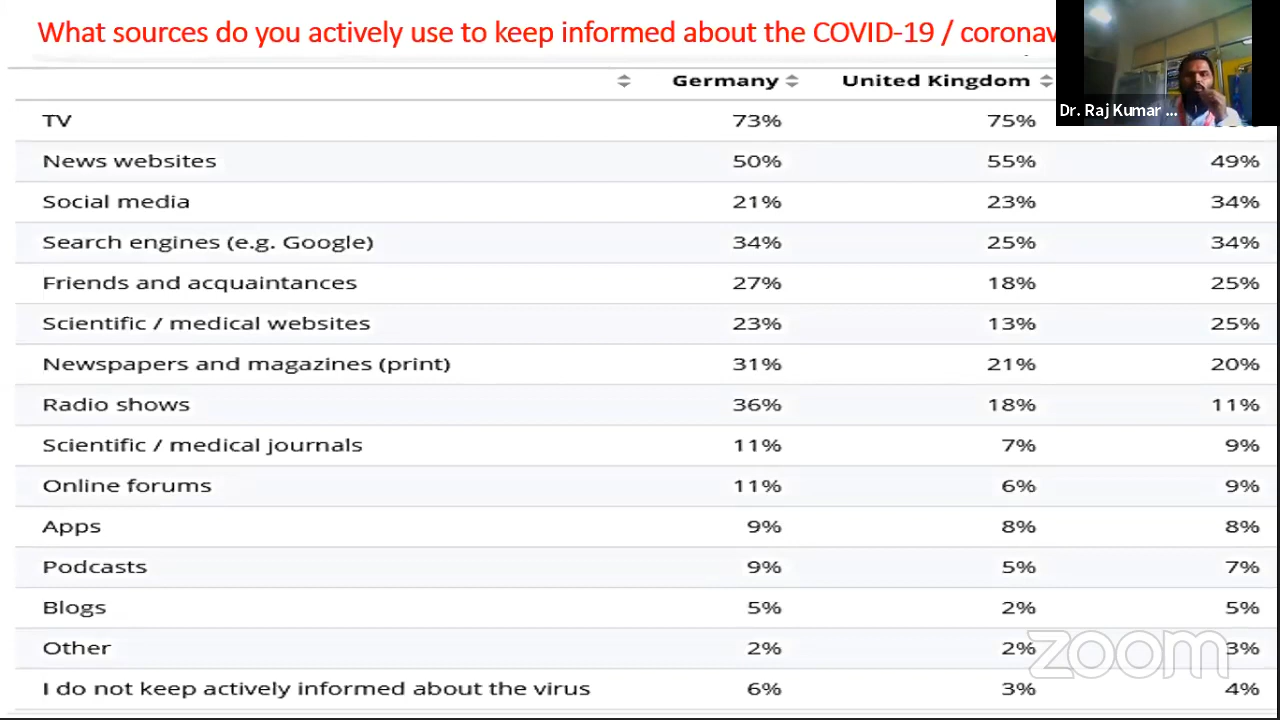 What sources do you actively use to keep informed about the COVID-19 /
Germany United Kingdom
Dr. Raj Kumar ...
TV 73% 75%
News websites 50% 55% 49%
Social media 21% 23% 34%
Search engines (e.g. Google) 34% 25% 34%
Friends and acquaintances 27% 18% 25%
Scientific / medical websites 23% 13% 25%
Newspapers and magazines (print) 31% 21% 20%
Radio shows 36% 18% 11%
Scientific / medical journals 11% 7% 9%
Online forums 11% 6% 9%
Apps 9% 8% 8%
Podcasts 9% 5% 7%
Blogs 5% 2% 5%
Other 2% 2% 3%
zoom
I do not keep actively informed about the virus 6% 3% 4%